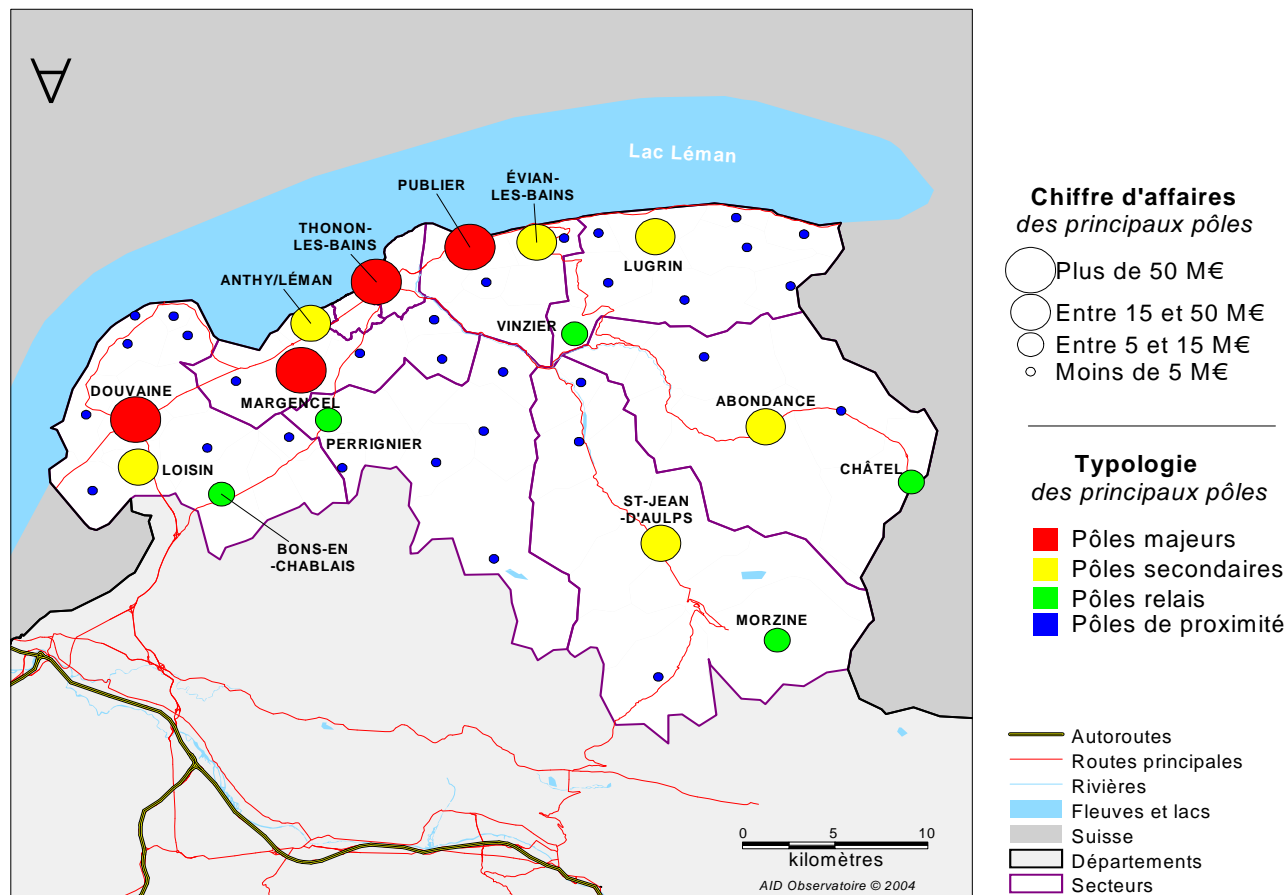 Lac Léman
ÉVIAN-
LES-BAINS
PUBLIER
THONON-
LES-BAINS
ANTHY/LÉMAN
LUGRIN
VINZIER
DOUVAINE
MARGENCEL
ABONDANCE
PERRIGNIER
LOISIN
CHÂTEL
ST-JEAN
-D'AULPS
BONS-EN
-CHABLAIS
MORZINE
0 5 10
kilomètres
AID Observatoire © 2004
Chiffre d'affaires
des principaux pôles
Plus de 50 M€
Entre 15 et 50 M€
Entre 5 et 15 M€
Moins de 5 M€
Typologie
des principaux pôles
Pôles majeurs
Pôles secondaires
Pôles relais
Pôles de proximité
Autoroutes
Routes principales
Rivières
Fleuves et lacs
Suisse
Départements
Secteurs